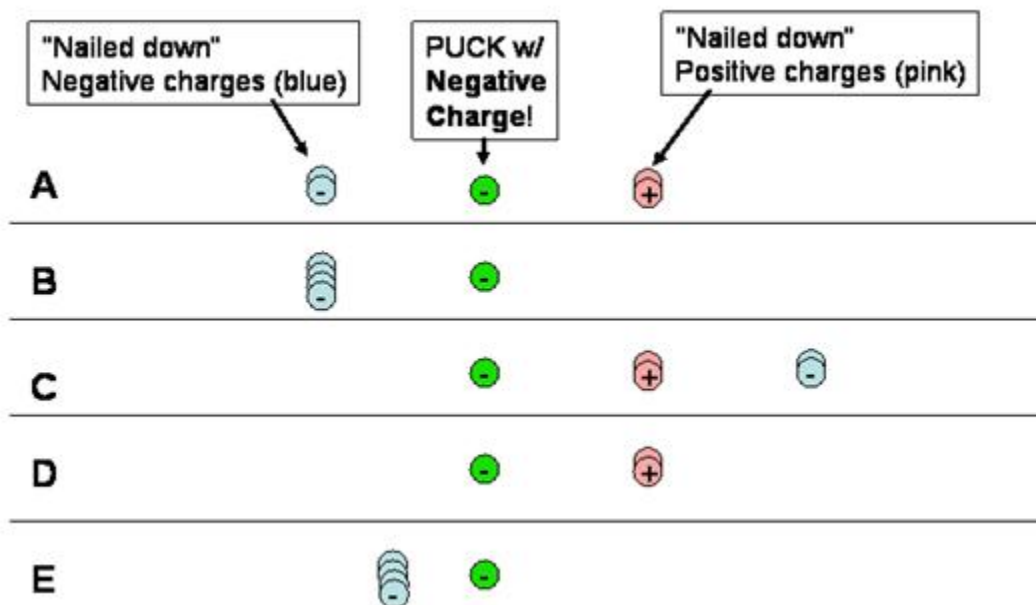 "Nailed down"
Negative charges (blue)
PUCK w/
Negative
Charge!
"Nailed down"
Positive charges (pink)
A
-
-
+
B
-
-
C
-
+
-
D
-
+
E
-
-